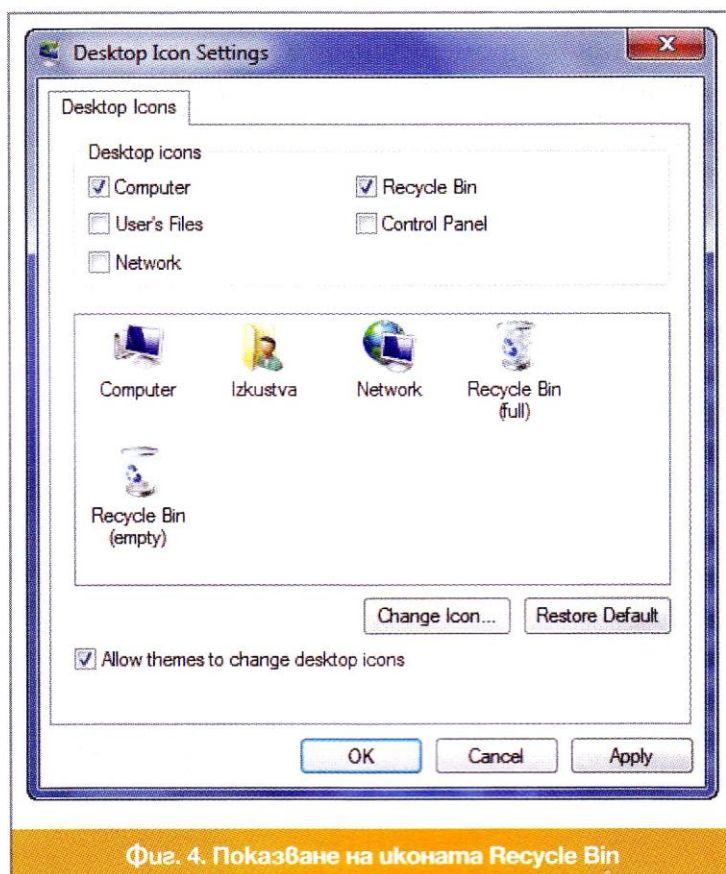 Desktop Icon Settings
Desktop Icons
Desktop icons
Computer
Recycle Bin
User's Files
Control Panel
Network
Computer
Izkustva
Network
Recycle Bin
(full)
Recycle Bin
(empty)
Change Icon...
Restore Default
Allow themes to change desktop icons
OK
Cancel
Apply
Фиг. 4. Показване на иконата Recycle Bin